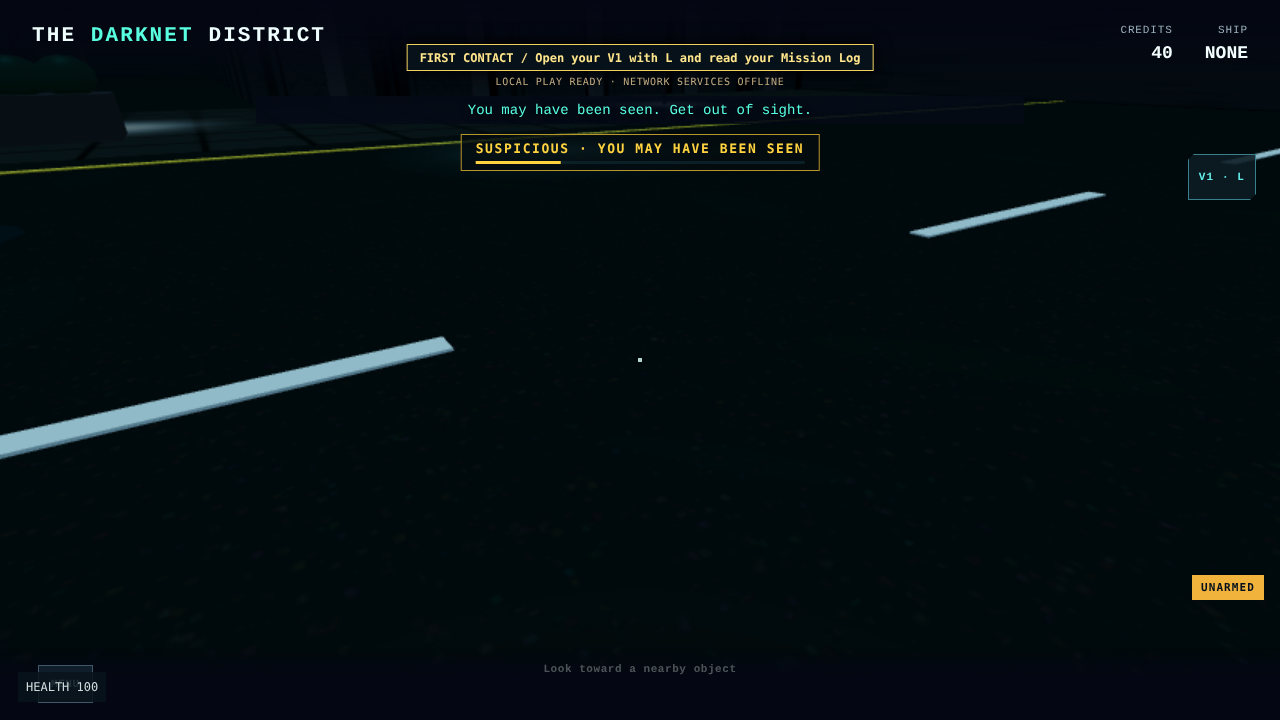 THE DARKNET DISTRICT
CREDITS
40
SHIP
NONE
FIRST CONTACT / Open your V1 with L and read your Mission Log
LOCAL PLAY READY · NETWORK SERVICES OFFLINE
You may have been seen. Get out of sight.
SUSPICIOUS · YOU MAY HAVE BEEN SEEN
V1 · L
UNARMED
Look toward a nearby object
HEALTH 100